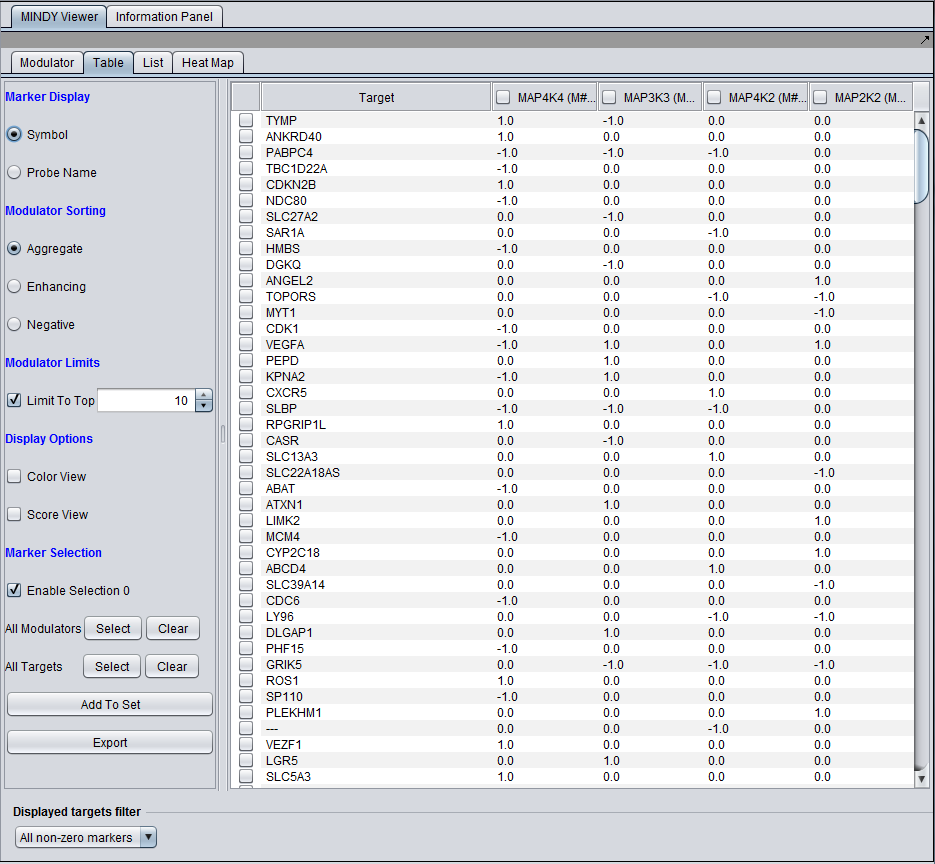 MINDY Viewer Information Panel
Modulator Table List Heat Map
Marker Display
Symbol
Probe Name
Modulator Sorting
Aggregate
Enhancing
Negative
Modulator Limits
Limit To Top 10
Display Options
Color View
Score View
Marker Selection
Enable Selection 0
All Modulators Select Clear
All Targets Select Clear
Add To Set
Export
Target MAP4K4 (M#... MAP3K3 (M... MAP4K2 (M#... MAP2K2 (M...
TYMP 1.0 -1.0 0.0 0.0
ANKRD40 1.0 0.0 0.0 0.0
PABPC4 -1.0 -1.0 -1.0 0.0
TBC1D22A -1.0 0.0 0.0 0.0
CDKN2B 1.0 0.0 0.0 0.0
NDC80 -1.0 0.0 0.0 0.0
SLC27A2 0.0 -1.0 0.0 0.0
SAR1A 0.0 0.0 -1.0 0.0
HMBS -1.0 0.0 0.0 0.0
DGKQ 0.0 -1.0 0.0 0.0
ANGEL2 0.0 0.0 0.0 1.0
TOPORS 0.0 0.0 -1.0 -1.0
MYT1 0.0 0.0 0.0 -1.0
CDK1 -1.0 0.0 0.0 0.0
VEGFA -1.0 1.0 0.0 1.0
PEPD 0.0 1.0 0.0 0.0
KPNA2 -1.0 1.0 0.0 0.0
CXCR5 0.0 0.0 1.0 0.0
SLBP -1.0 -1.0 -1.0 0.0
RPGRIP1L 1.0 0.0 0.0 0.0
CASR 0.0 -1.0 0.0 0.0
SLC13A3 0.0 0.0 1.0 0.0
SLC22A18AS 0.0 0.0 0.0 -1.0
ABAT -1.0 0.0 0.0 0.0
ATXN1 0.0 1.0 0.0 0.0
LIMK2 0.0 0.0 0.0 1.0
MCM4 -1.0 0.0 0.0 0.0
CYP2C18 0.0 0.0 0.0 1.0
ABCD4 0.0 0.0 1.0 0.0
SLC39A14 0.0 0.0 0.0 -1.0
CDC6 -1.0 0.0 0.0 0.0
LY96 0.0 0.0 -1.0 -1.0
DLGAP1 0.0 1.0 0.0 0.0
PHF15 -1.0 0.0 0.0 0.0
GRIK5 0.0 -1.0 -1.0 -1.0
ROS1 1.0 0.0 0.0 0.0
SP110 -1.0 0.0 0.0 0.0
PLEKHM1 0.0 0.0 0.0 1.0
--- 0.0 0.0 -1.0 0.0
VEZF1 1.0 0.0 0.0 0.0
LGR5 0.0 1.0 0.0 0.0
SLC5A3 1.0 0.0 0.0 0.0
Displayed targets filter
All non-zero markers